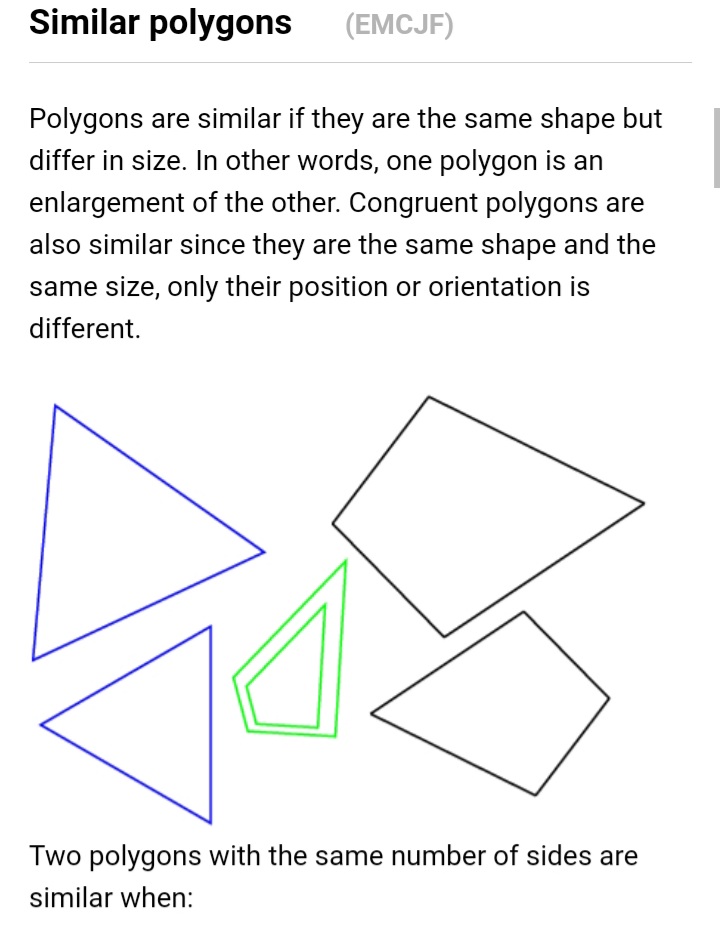 Similar polygons (EMCJF)
Polygons are similar if they are the same shape but
differ in size. In other words, one polygon is an
enlargement of the other. Congruent polygons are
also similar since they are the same shape and the
same size, only their position or orientation is
different.
Two polygons with the same number of sides are
similar when: